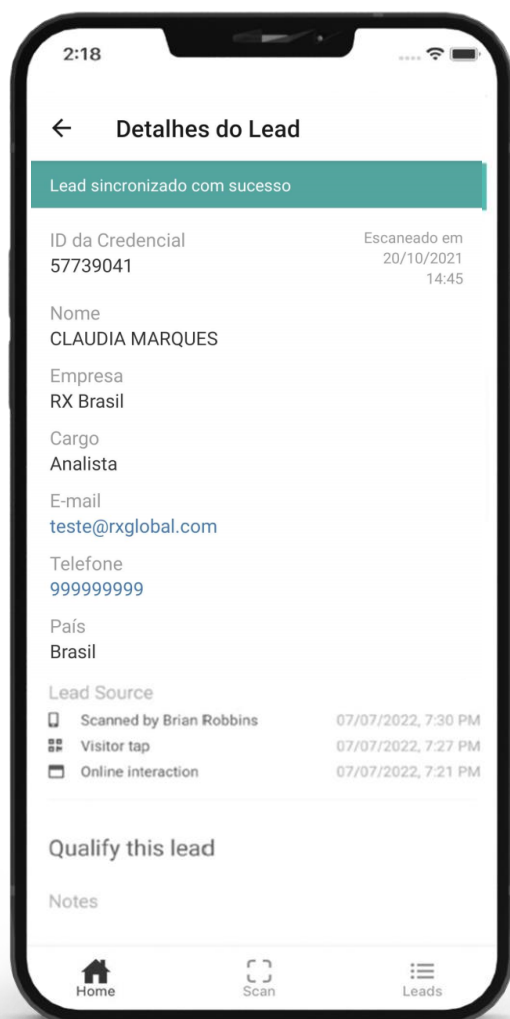 2:18
Detalhes do Lead
Lead sincronizado com sucesso
ID da Credencial
57739041
Escaneado em
20/10/2021
14:45
Nome
CLAUDIA MARQUES
Empresa
RX Brasil
Cargo
Analista
E-mail
teste@rxglobal.com
Telefone
999999999
País
Brasil
Lead Source
Scanned by Brian Robbins 07/07/2022, 7:30 PM
Visitor tap 07/07/2022, 7:27 PM
Online interaction 07/07/2022, 7:21 PM
Qualify this lead
Notes
Home Scan Leads